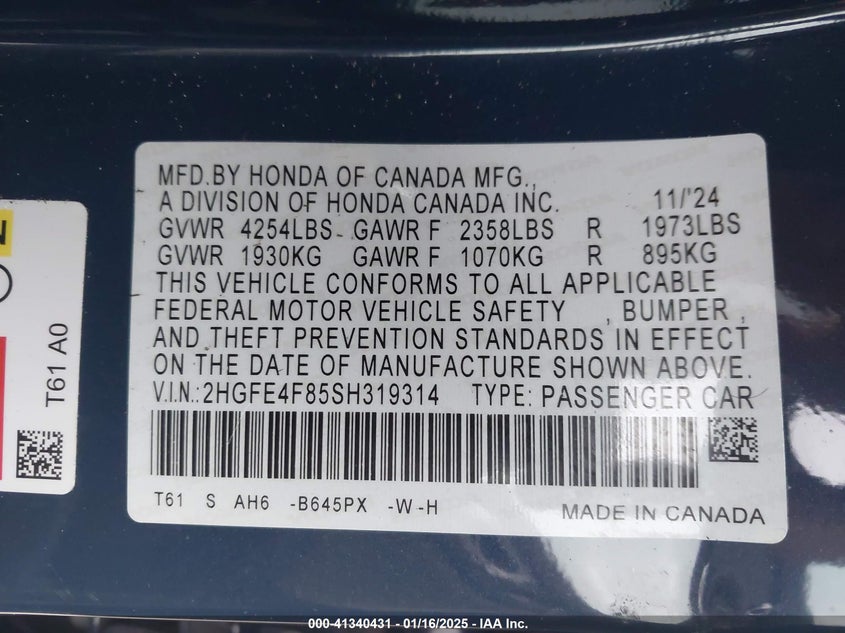 MFD.BY HONDA OF CANADA MFG.,
A DIVISION OF HONDA CANADA INC. 11/'24
GVWR 4254LBS GAWR F 2358LBS R 1973LBS
GVWR 1930KG GAWR F 1070KG R 895KG
THIS VEHICLE CONFORMS TO ALL APPLICABLE
FEDERAL MOTOR VEHICLE SAFETY , BUMPER ,
AND THEFT PREVENTION STANDARDS IN EFFECT
ON THE DATE OF MANUFACTURE SHOWN ABOVE.
V.I.N.:2HGFE4F85SH319314 TYPE: PASSENGER CAR
T61 S AH6 -B645PX -W -H MADE IN CANADA
T61 A0
000-41340431 - 01/16/2025 - IAA Inc.